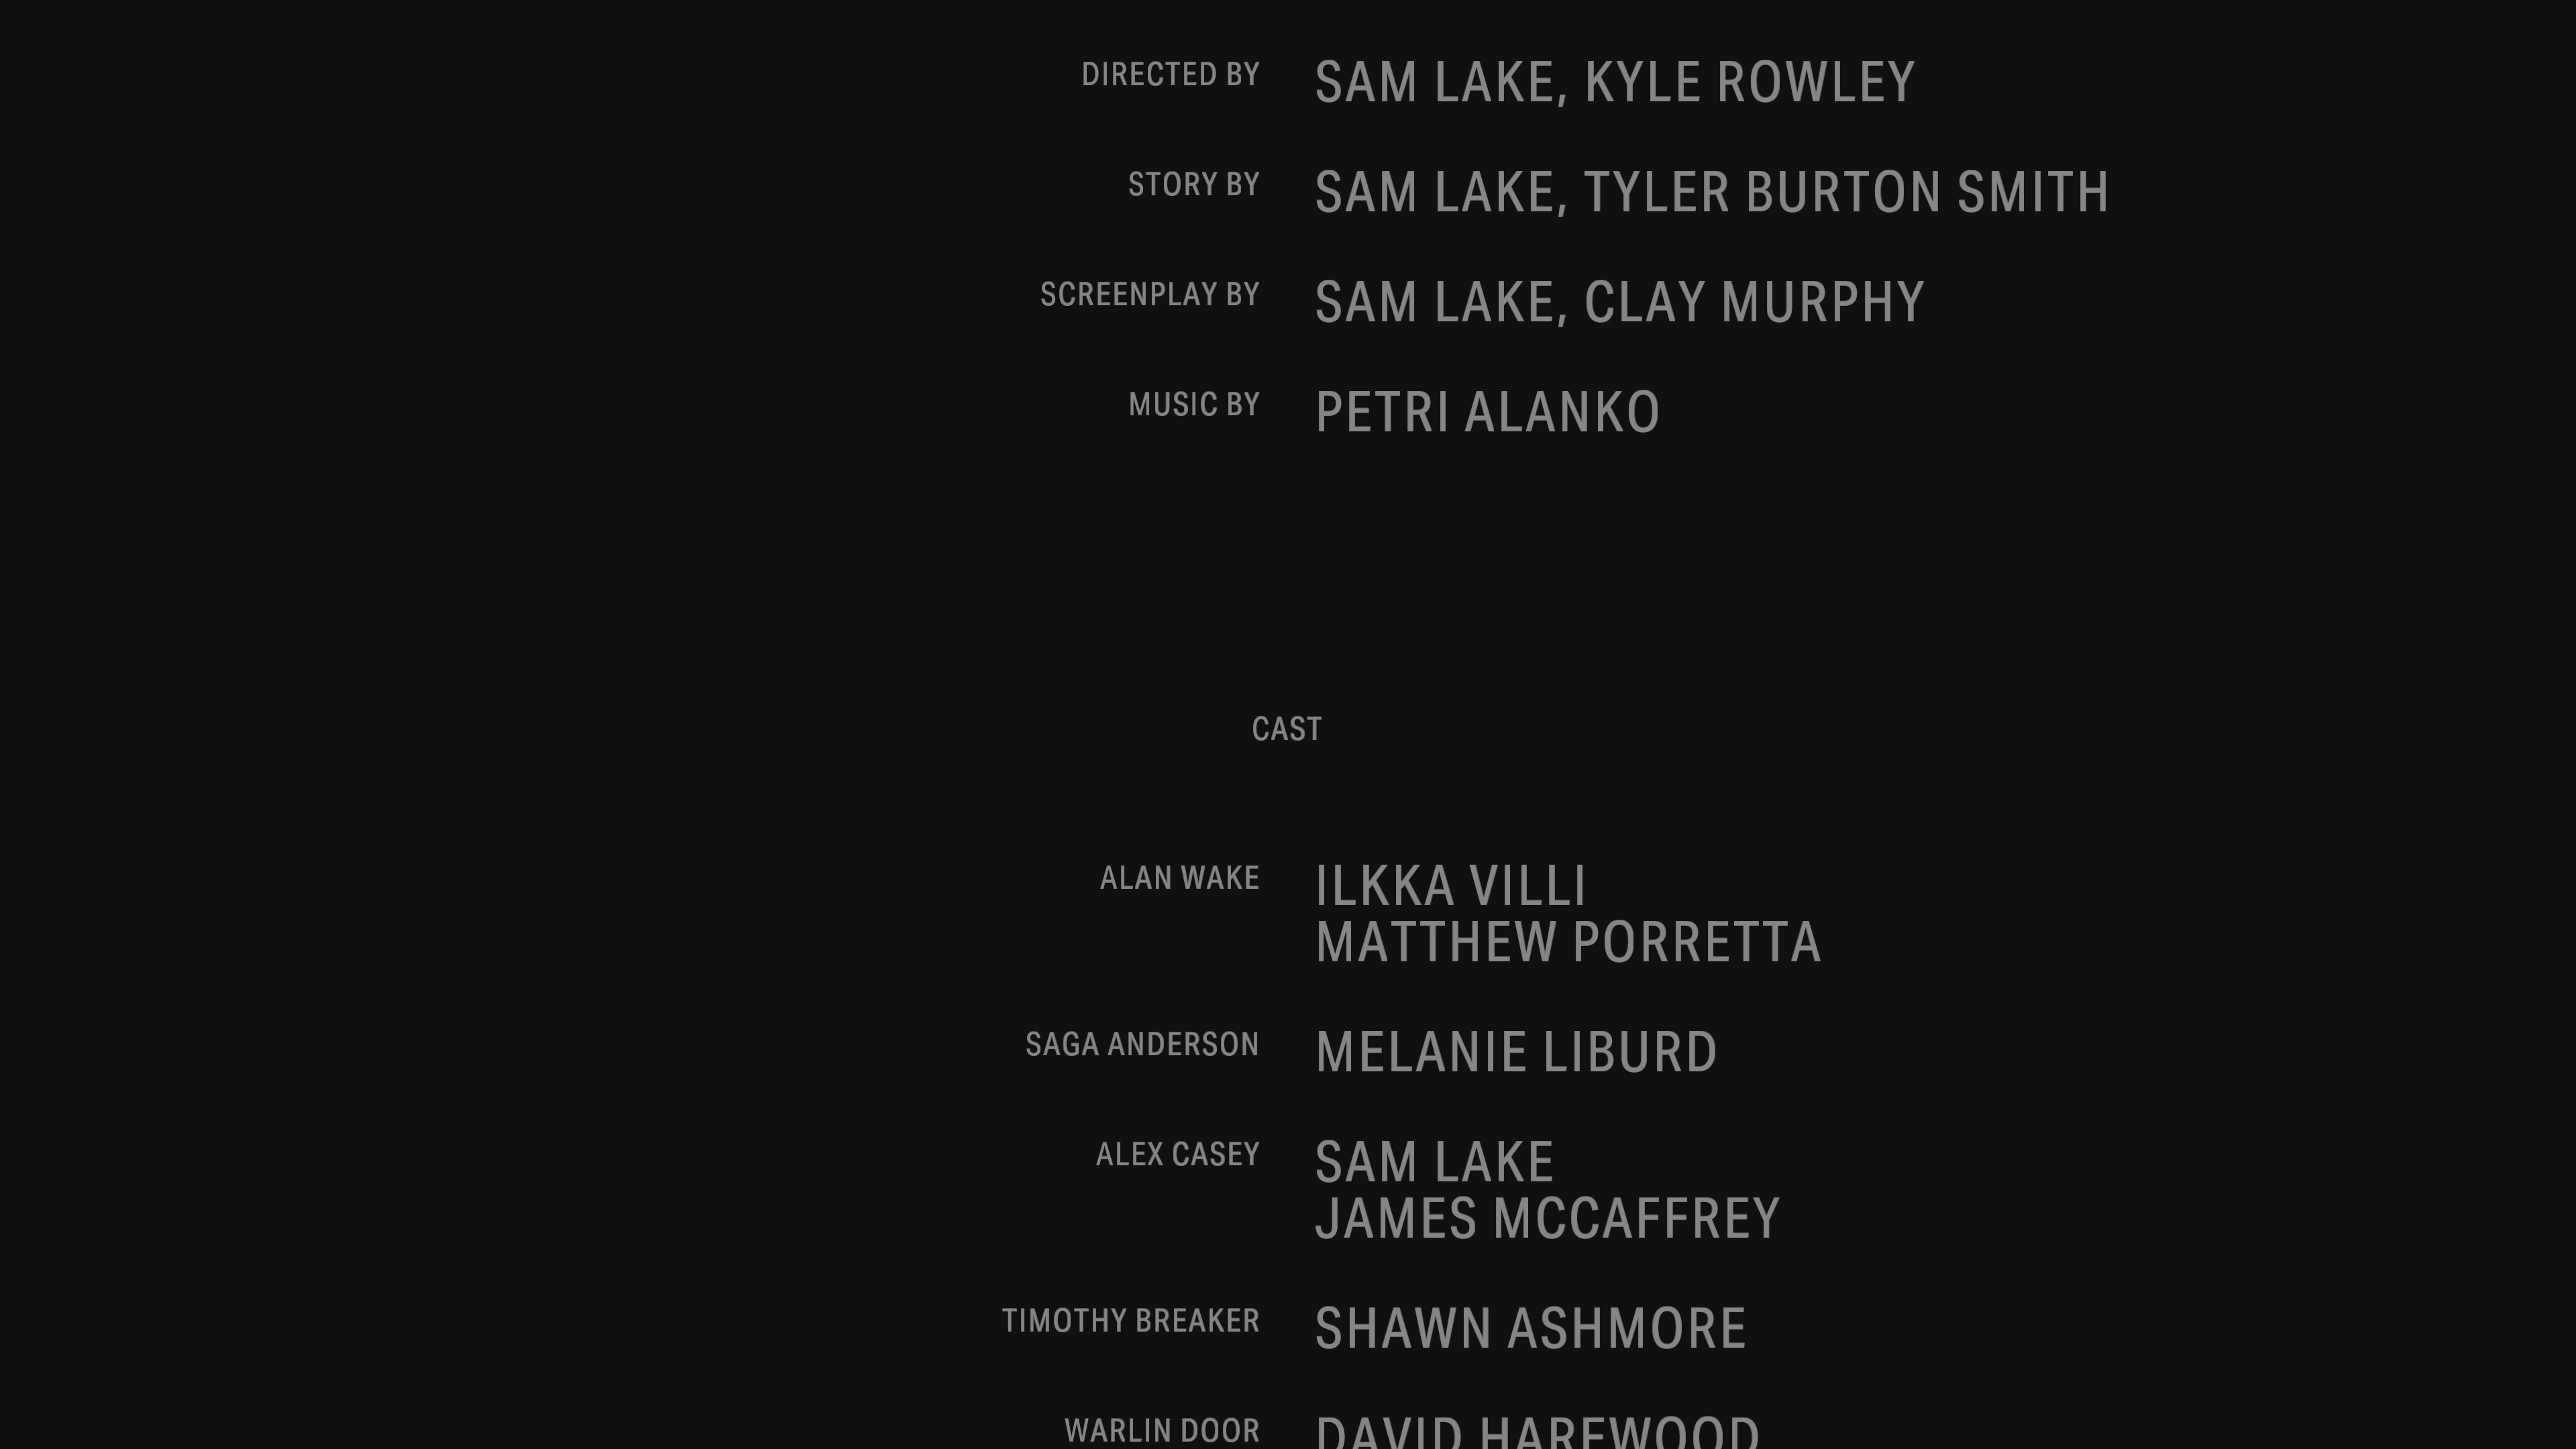 DIRECTED BY SAM LAKE, KYLE ROWLEY
STORY BY SAM LAKE, TYLER BURTON SMITH
SCREENPLAY BY SAM LAKE, CLAY MURPHY
MUSIC BY PETRI ALANKO
CAST
ALAN WAKE ILKKA VILLI
MATTHEW PORRETTA
SAGA ANDERSON MELANIE LIBURD
ALEX CASEY SAM LAKE
JAMES MCCAFFREY
TIMOTHY BREAKER SHAWN ASHMORE
WARLIN DOOR DAVID HAREWOOD